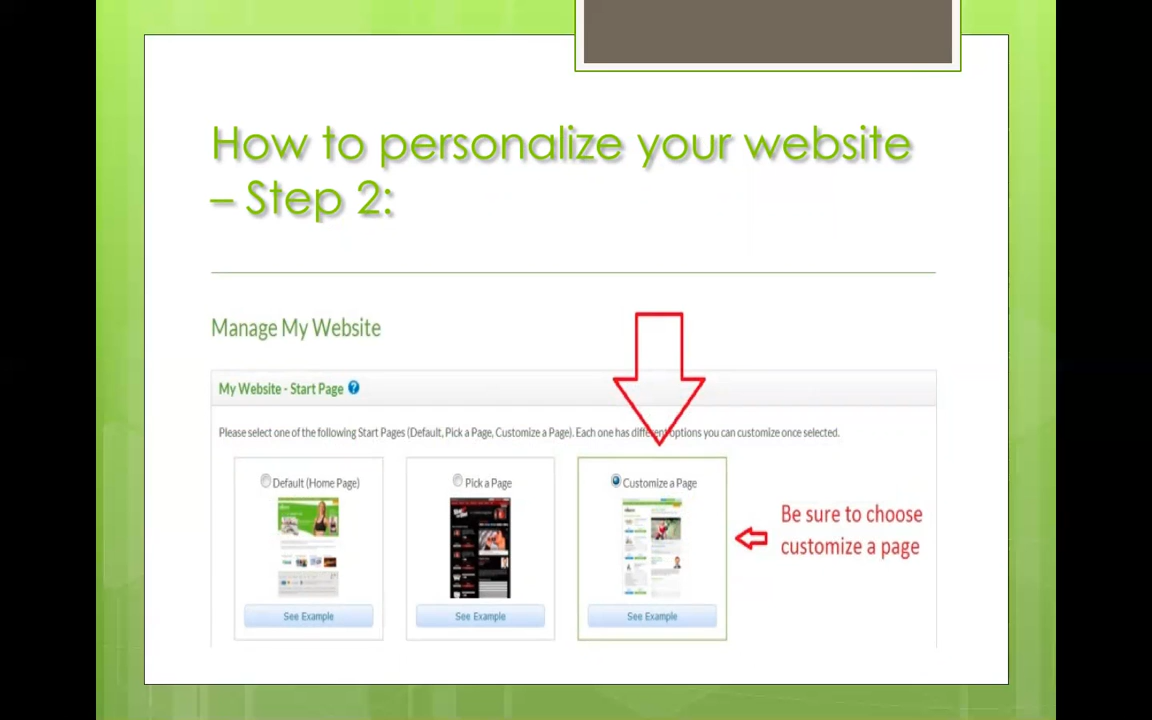 How to personalize your website
– Step 2:
Manage My Website
My Website - Start Page ?
Please select one of the following Start Pages (Default, Pick a Page, Customize a Page). Each one has different options you can customize once selected.
Default (Home Page)
Pick a Page
Customize a Page
Be sure to choose
customize a page
See Example
See Example
See Example